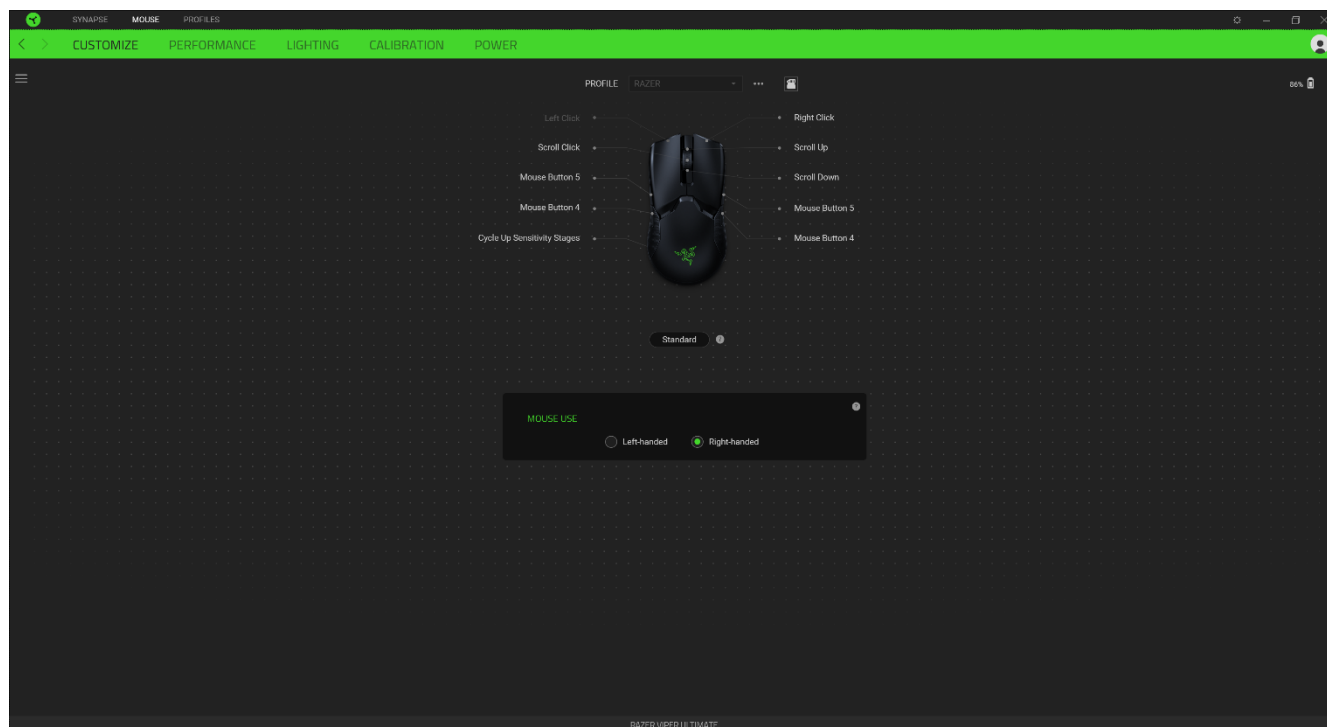 SYNAPSE MOUSE PROFILES
CUSTOMIZE PERFORMANCE LIGHTING CALIBRATION POWER
PROFILE RAZER
86%
Left Click Right Click
Scroll Click Scroll Up
Mouse Button 5 Scroll Down
Mouse Button 4 Mouse Button 5
Cycle Up Sensitivity Stages Mouse Button 4
Standard
MOUSE USE
Left-handed Right-handed
RAZER VIPER ULTIMATE